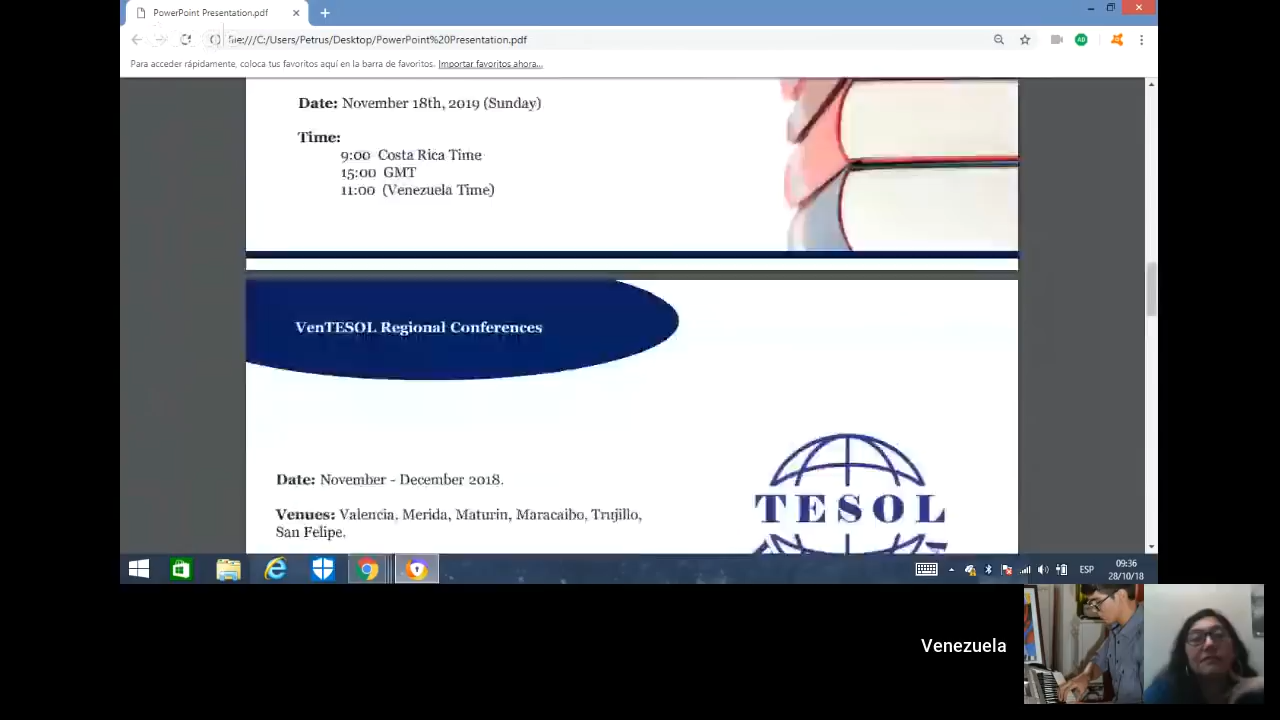 PowerPoint Presentation.pdf
file:///C:/Users/Petrus/Desktop/PowerPoint%20Presentation.pdf
Para acceder rápidamente, coloca tus favoritos aquí en la barra de favoritos. Importar favoritos ahora...
Date: November 18th, 2019 (Sunday)
Time:
9:00 Costa Rica Time
15:00 GMT
11:00 (Venezuela Time)
VenTESOL Regional Conferences
Date: November - December 2018.
Venues: Valencia, Merida, Maturin, Maracaibo, Trujillo,
San Felipe.
TESOL
ESP
09:36
28/10/18
Venezuela